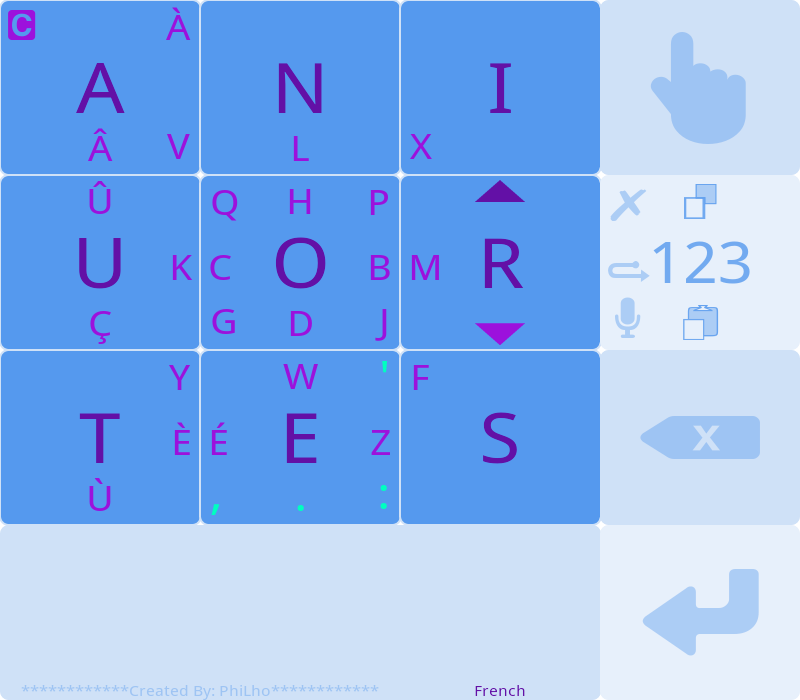 C À
A N I
Â V L X
Û Q H P
U K C O B M R
Ç G D J
123
Y W ' F
T È É E Z S
Ù , . :
x
************Created By: PhiLho************ French